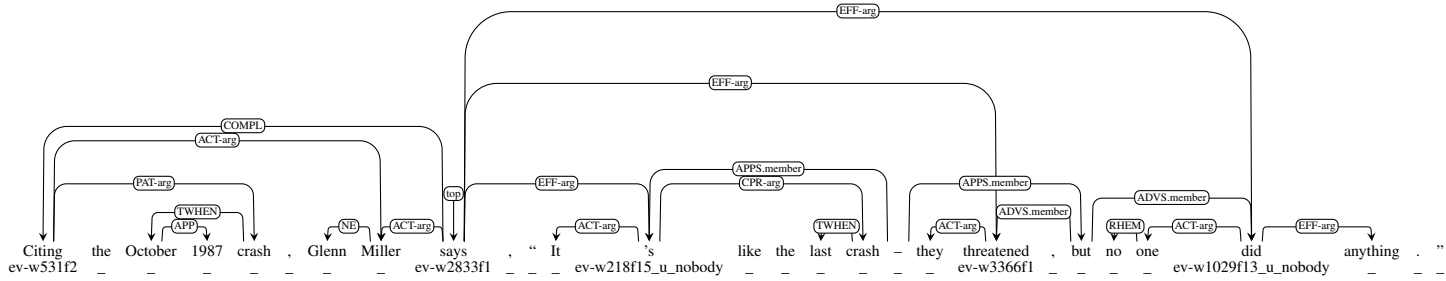 EFF-arg
EFF-arg
COMPL
ACT-arg
APPS.member
PAT-arg top EFF-arg CPR-arg APPS.member
ADVS.member
TWHEN ADVS.member
APP NE ACT-arg ACT-arg TWHEN ACT-arg RHEM ACT-arg EFF-arg
Citing the October 1987 crash , Glenn Miller says , “ It 's like the last crash – they threatened , but no one did anything . ”
ev-w531f2 _ _ _ _ _ _ _ ev-w2833f1 _ _ _ ev-w218f15_u_nobody _ _ _ _ _ _ ev-w3366f1 _ _ _ _ ev-w1029f13_u_nobody _ _ _